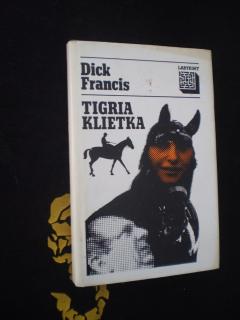 Dick
Francis
LABYRINT
TIGRIA
KLIETKA